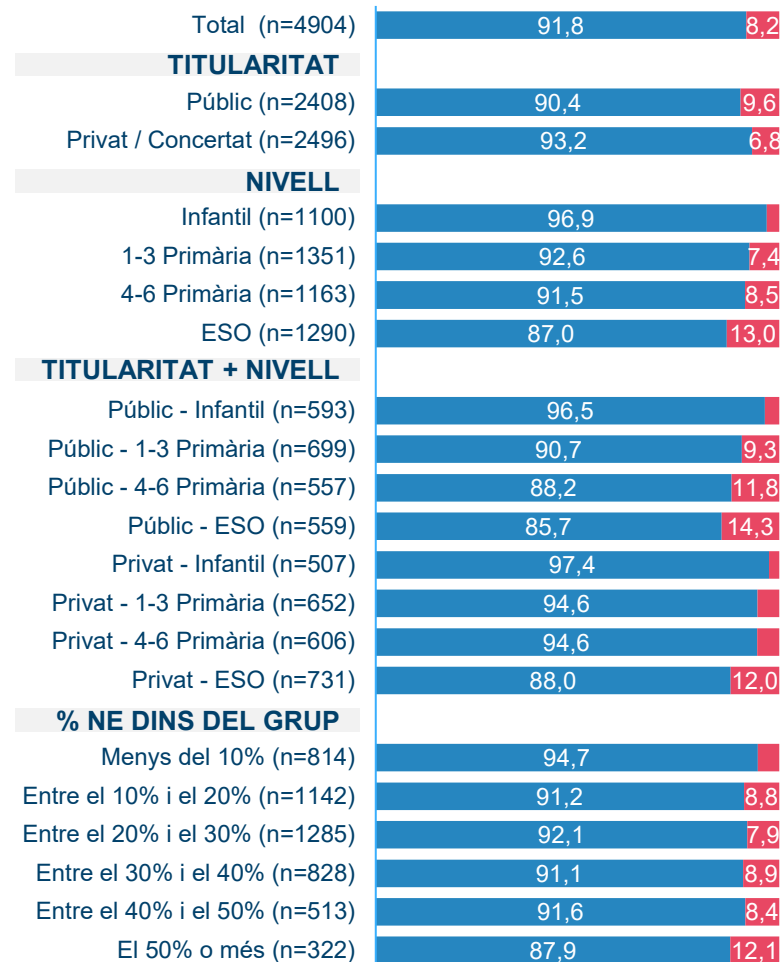 Total (n=4904) 91,8 8,2
TITULARITAT
Públic (n=2408) 90,4 9,6
Privat / Concertat (n=2496) 93,2 6,8
NIVELL
Infantil (n=1100) 96,9
1-3 Primària (n=1351) 92,6 7,4
4-6 Primària (n=1163) 91,5 8,5
ESO (n=1290) 87,0 13,0
TITULARITAT + NIVELL
Públic - Infantil (n=593) 96,5
Públic - 1-3 Primària (n=699) 90,7 9,3
Públic - 4-6 Primària (n=557) 88,2 11,8
Públic - ESO (n=559) 85,7 14,3
Privat - Infantil (n=507) 97,4
Privat - 1-3 Primària (n=652) 94,6
Privat - 4-6 Primària (n=606) 94,6
Privat - ESO (n=731) 88,0 12,0
% NE DINS DEL GRUP
Menys del 10% (n=814) 94,7
Entre el 10% i el 20% (n=1142) 91,2 8,8
Entre el 20% i el 30% (n=1285) 92,1 7,9
Entre el 30% i el 40% (n=828) 91,1 8,9
Entre el 40% i el 50% (n=513) 91,6 8,4
El 50% o més (n=322) 87,9 12,1